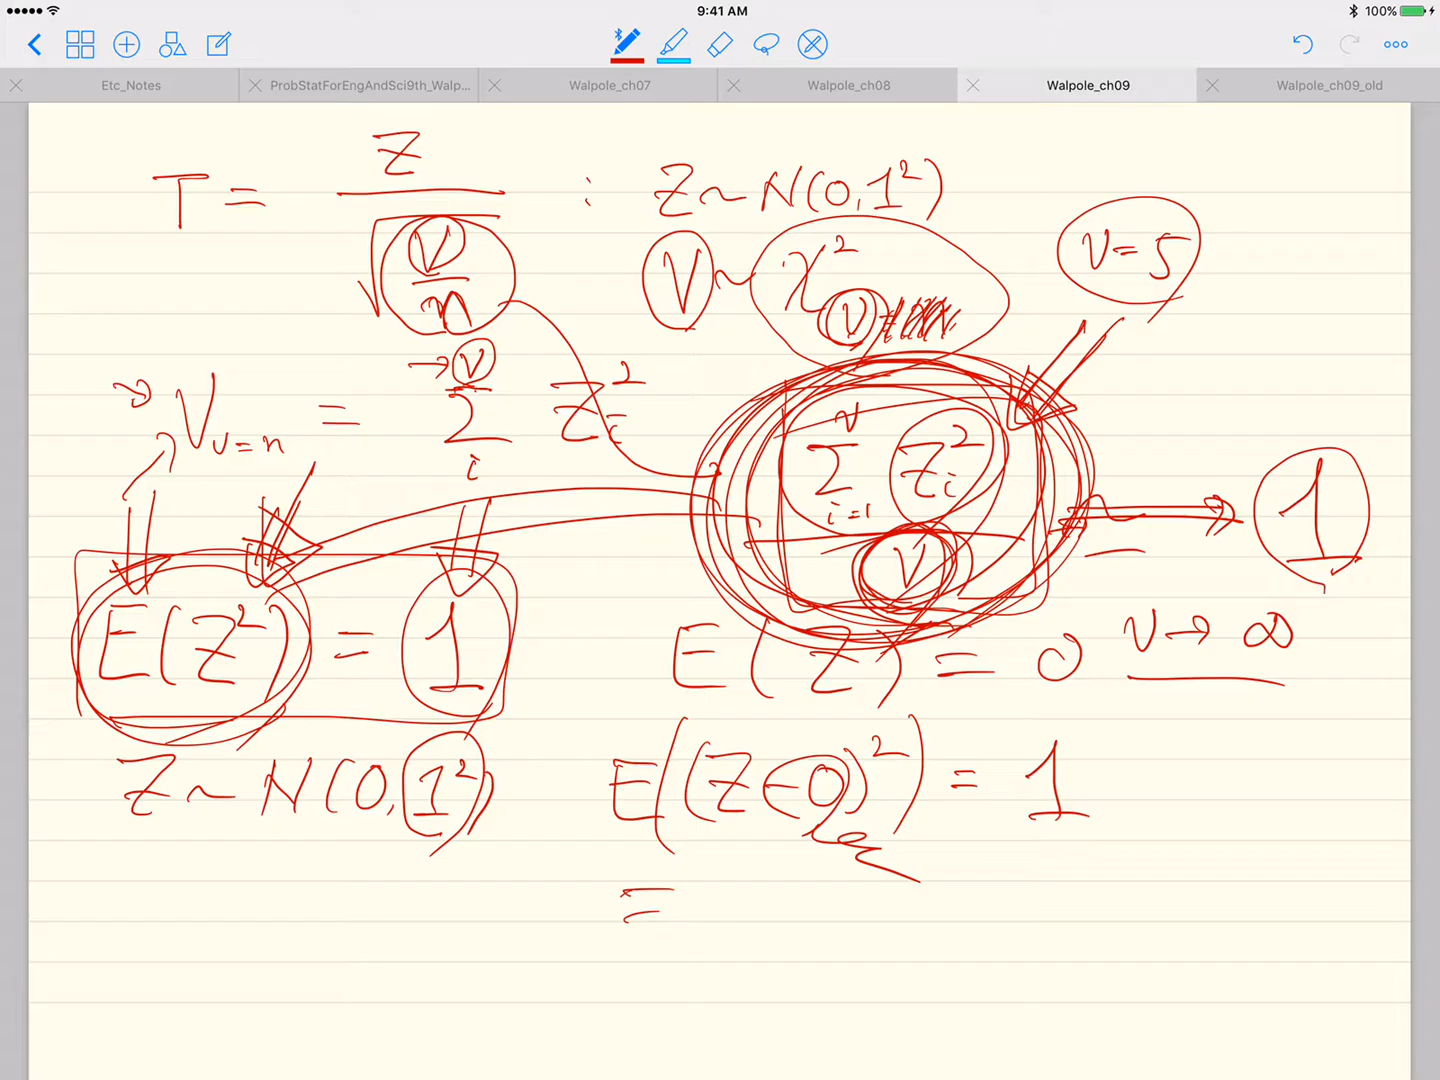 9:41 AM
100%
Etc_Notes
ProbStatForEngAndSci9th_Walp...
Walpole_ch07
Walpole_ch08
Walpole_ch09
Walpole_ch09_old
T = Z / √(V/n) : Z ~ N(0, 1²)
V ~ χ²_ν
ν = 5
V_{ν=n} = Σ_i^ν Z_i²
Σ_{i=1}^ν Z_i² / ν → 1
E(Z²) = 1
E(Z) = 0
ν → ∞
Z ~ N(0, 1²)
E((Z-0)²) = 1
=